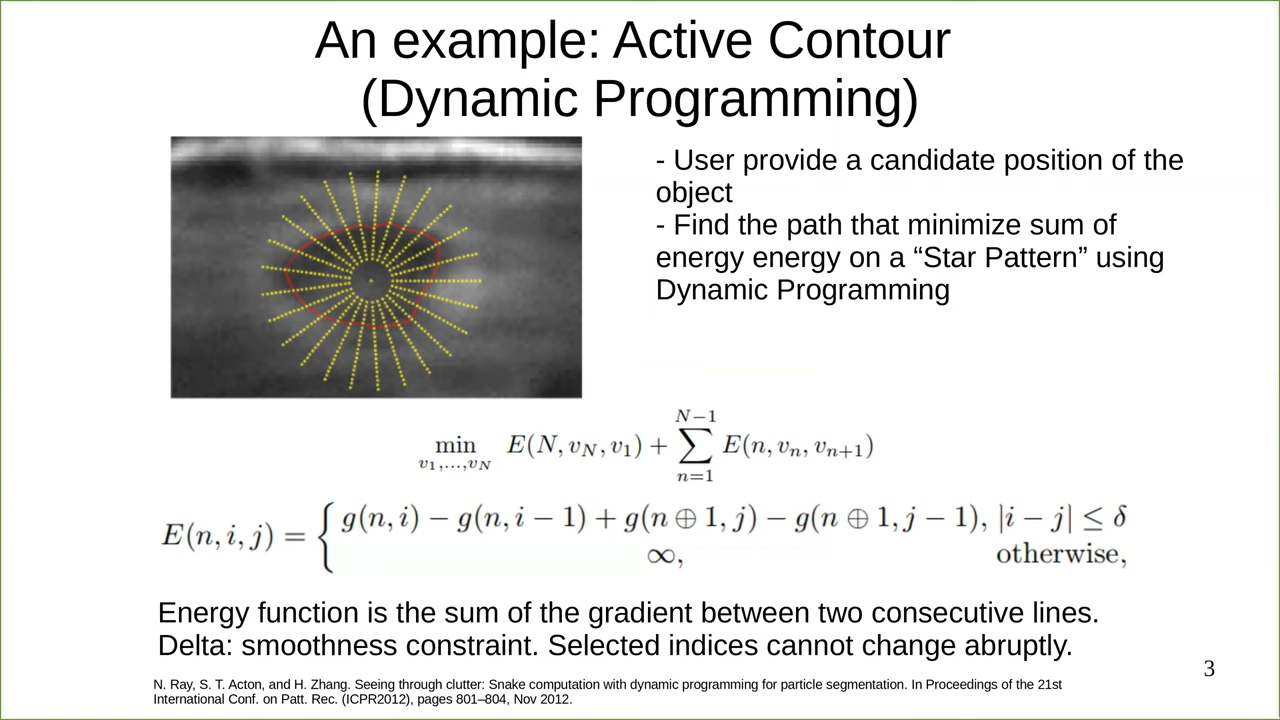 An example: Active Contour
(Dynamic Programming)
- User provide a candidate position of the
object
- Find the path that minimize sum of
energy energy on a “Star Pattern” using
Dynamic Programming
min_{v_1,...,v_N} E(N, v_N, v_1) + \sum_{n=1}^{N-1} E(n, v_n, v_{n+1})
E(n, i, j) = { g(n, i) − g(n, i − 1) + g(n ⊕ 1, j) − g(n ⊕ 1, j − 1), |i − j| ≤ δ
∞, otherwise,
Energy function is the sum of the gradient between two consecutive lines.
Delta: smoothness constraint. Selected indices cannot change abruptly.
3
N. Ray, S. T. Acton, and H. Zhang. Seeing through clutter: Snake computation with dynamic programming for particle segmentation. In Proceedings of the 21st
International Conf. on Patt. Rec. (ICPR2012), pages 801–804, Nov 2012.